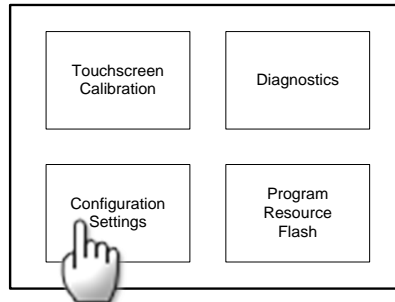 Touchscreen
Calibration
Diagnostics
Configuration
Settings
Program
Resource
Flash